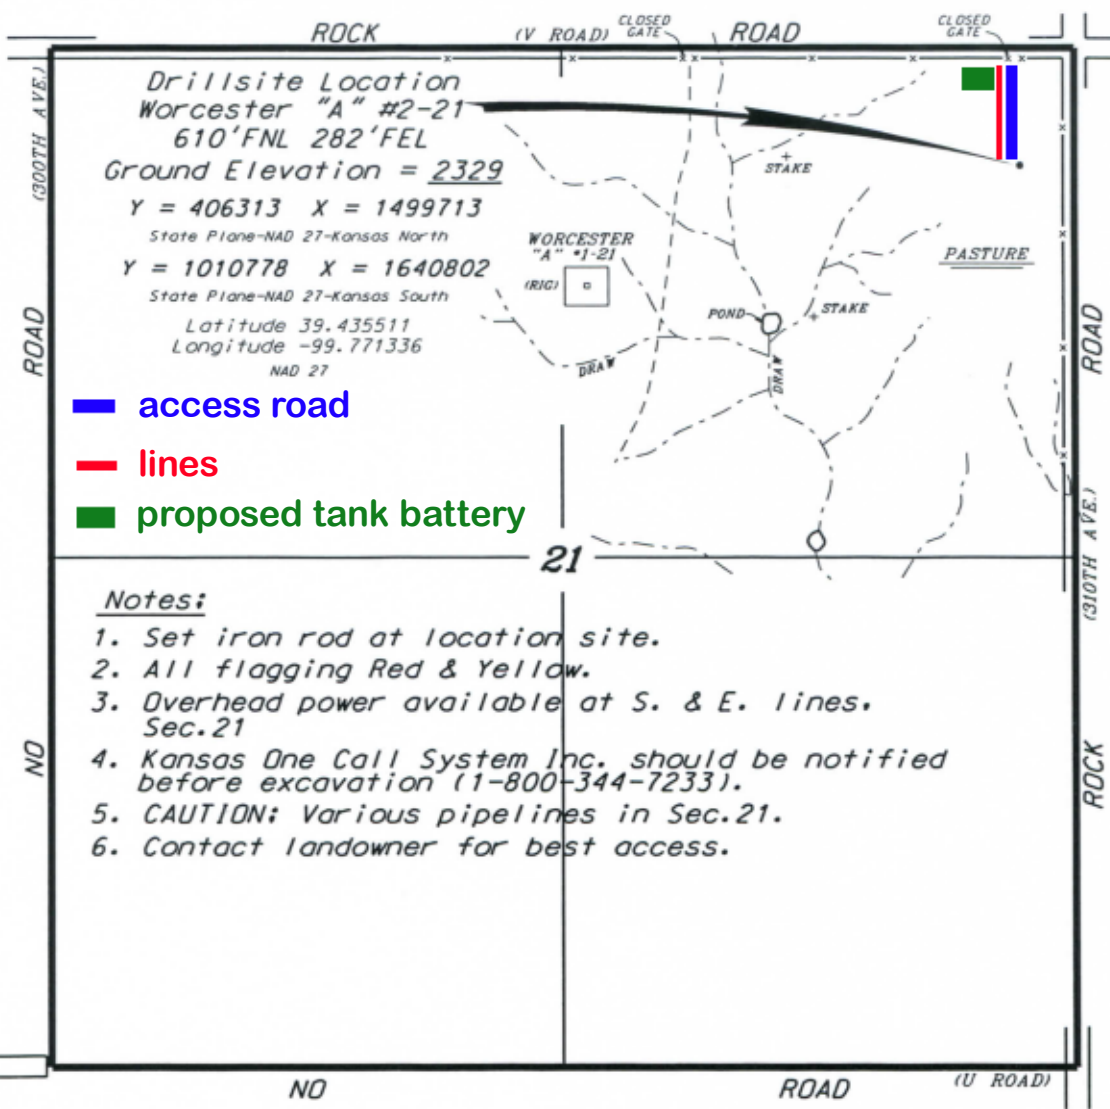 ROCK (V ROAD) CLOSED GATE ROAD CLOSED GATE
(300TH AVE.)
Drillsite Location
Worcester "A" #2-21
610'FNL 282'FEL
Ground Elevation = 2329
Y = 406313 X = 1499713
State Plane-NAD 27-Kansas North
Y = 1010778 X = 1640802
State Plane-NAD 27-Kansas South
Latitude 39.435511
Longitude -99.771336
NAD 27
STAKE
WORCESTER
"A" #1-21
(RIG)
PASTURE
POND
STAKE
DRAW
DRAW
ROAD
ROAD
access road
lines
proposed tank battery
(310TH AVE.)
21
Notes:
1. Set iron rod at location site.
2. All flagging Red & Yellow.
3. Overhead power available at S. & E. lines.
Sec.21
4. Kansas One Call System Inc. should be notified
before excavation (1-800-344-7233).
5. CAUTION: Various pipelines in Sec.21.
6. Contact landowner for best access.
NO
ROCK
NO ROAD (U ROAD)